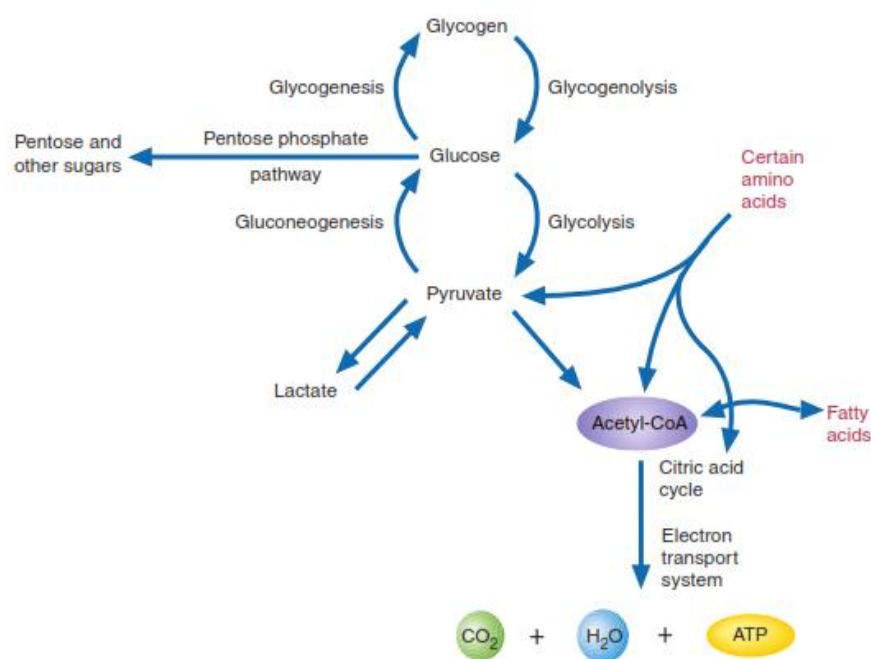 Glycogen
Glycogenesis
Glycogenolysis
Pentose and
other sugars
Pentose phosphate
pathway
Glucose
Certain
amino
acids
Gluconeogenesis
Glycolysis
Pyruvate
Lactate
Acetyl-CoA
Fatty
acids
Citric acid
cycle
Electron
transport
system
CO2 + H2O + ATP